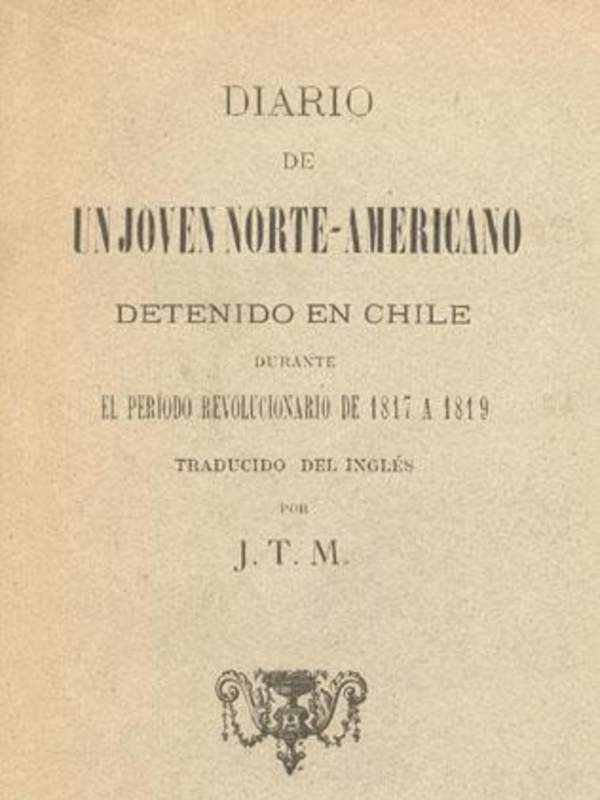 DIARIO
DE
UN JOVEN NORTE-AMERICANO
DETENIDO EN CHILE
DURANTE
EL PERÍODO REVOLUCIONARIO DE 1817 A 1819
TRADUCIDO DEL INGLÉS
POR
J. T. M.